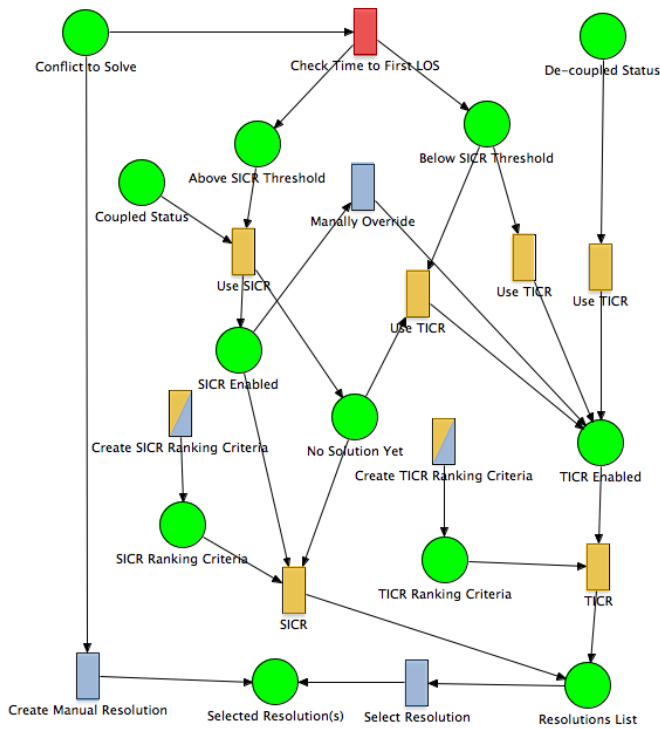 Conflict to Solve
Check Time to First LOS
De-coupled Status
Above SICR Threshold
Below SICR Threshold
Coupled Status
Manally Override
Use SICR
Use TICR
Use TICR
Use TICR
SICR Enabled
Create SICR Ranking Criteria
No Solution Yet
Create TICR Ranking Criteria
TICR Enabled
SICR Ranking Criteria
TICR Ranking Criteria
TICR
SICR
Create Manual Resolution
Selected Resolution(s)
Select Resolution
Resolutions List